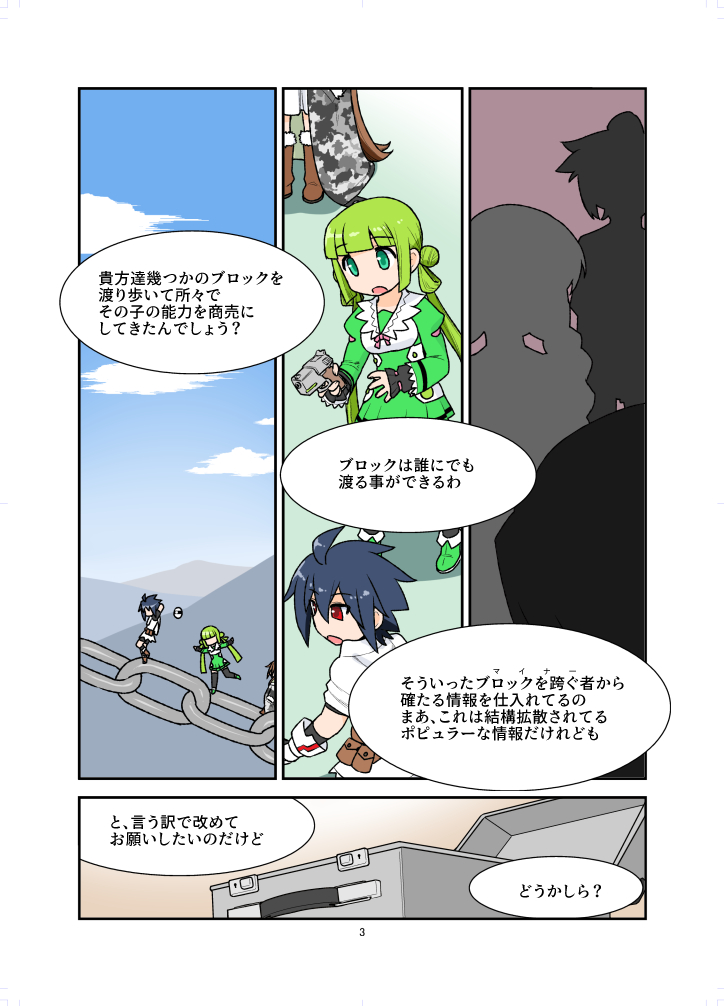 貴方達幾つかのブロックを
渡り歩いて所々で
その子の能力を商売に
してきたんでしょう?
ブロックは誰にでも
渡る事ができるわ
マイナー
そういったブロックを跨ぐ者から
確たる情報を仕入れてるの
まあ、これは結構拡散されてる
ポピュラーな情報だけれども
と、言う訳で改めて
お願いしたいのだけど
どうかしら?
3